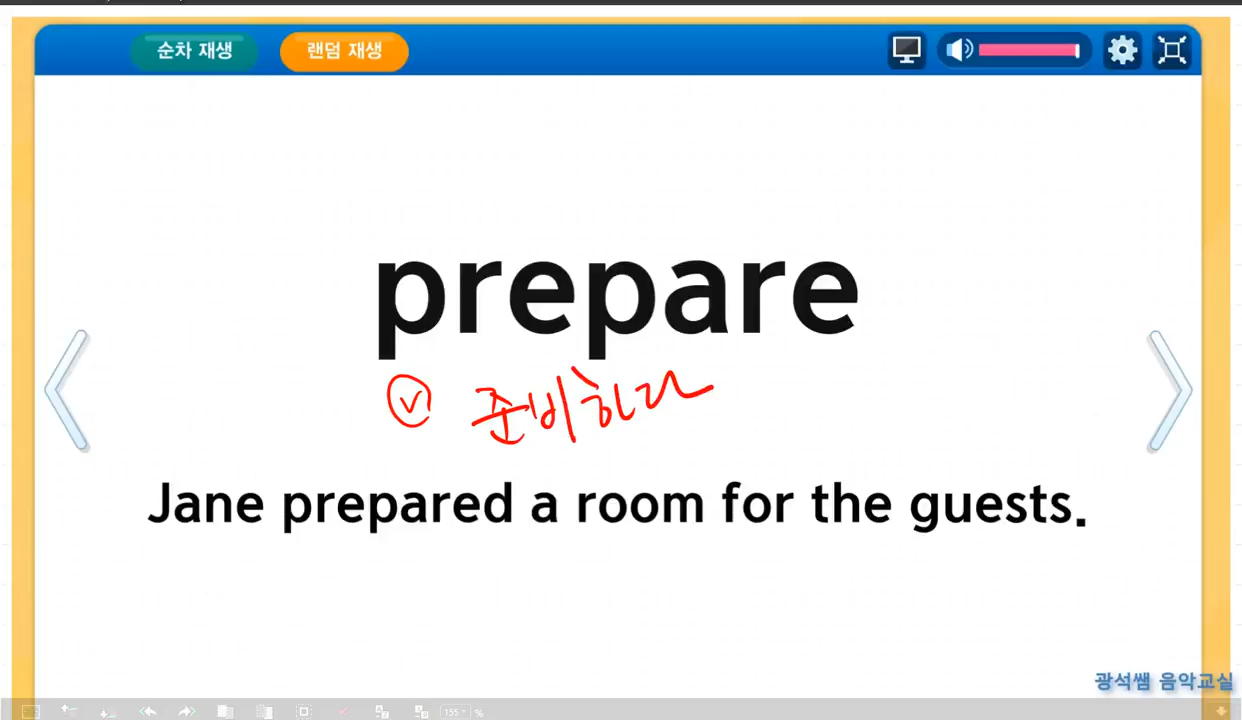 순차 재생 랜덤 재생
prepare
ⓥ 준비하다
Jane prepared a room for the guests.
광석쌤 음악교실
155 %